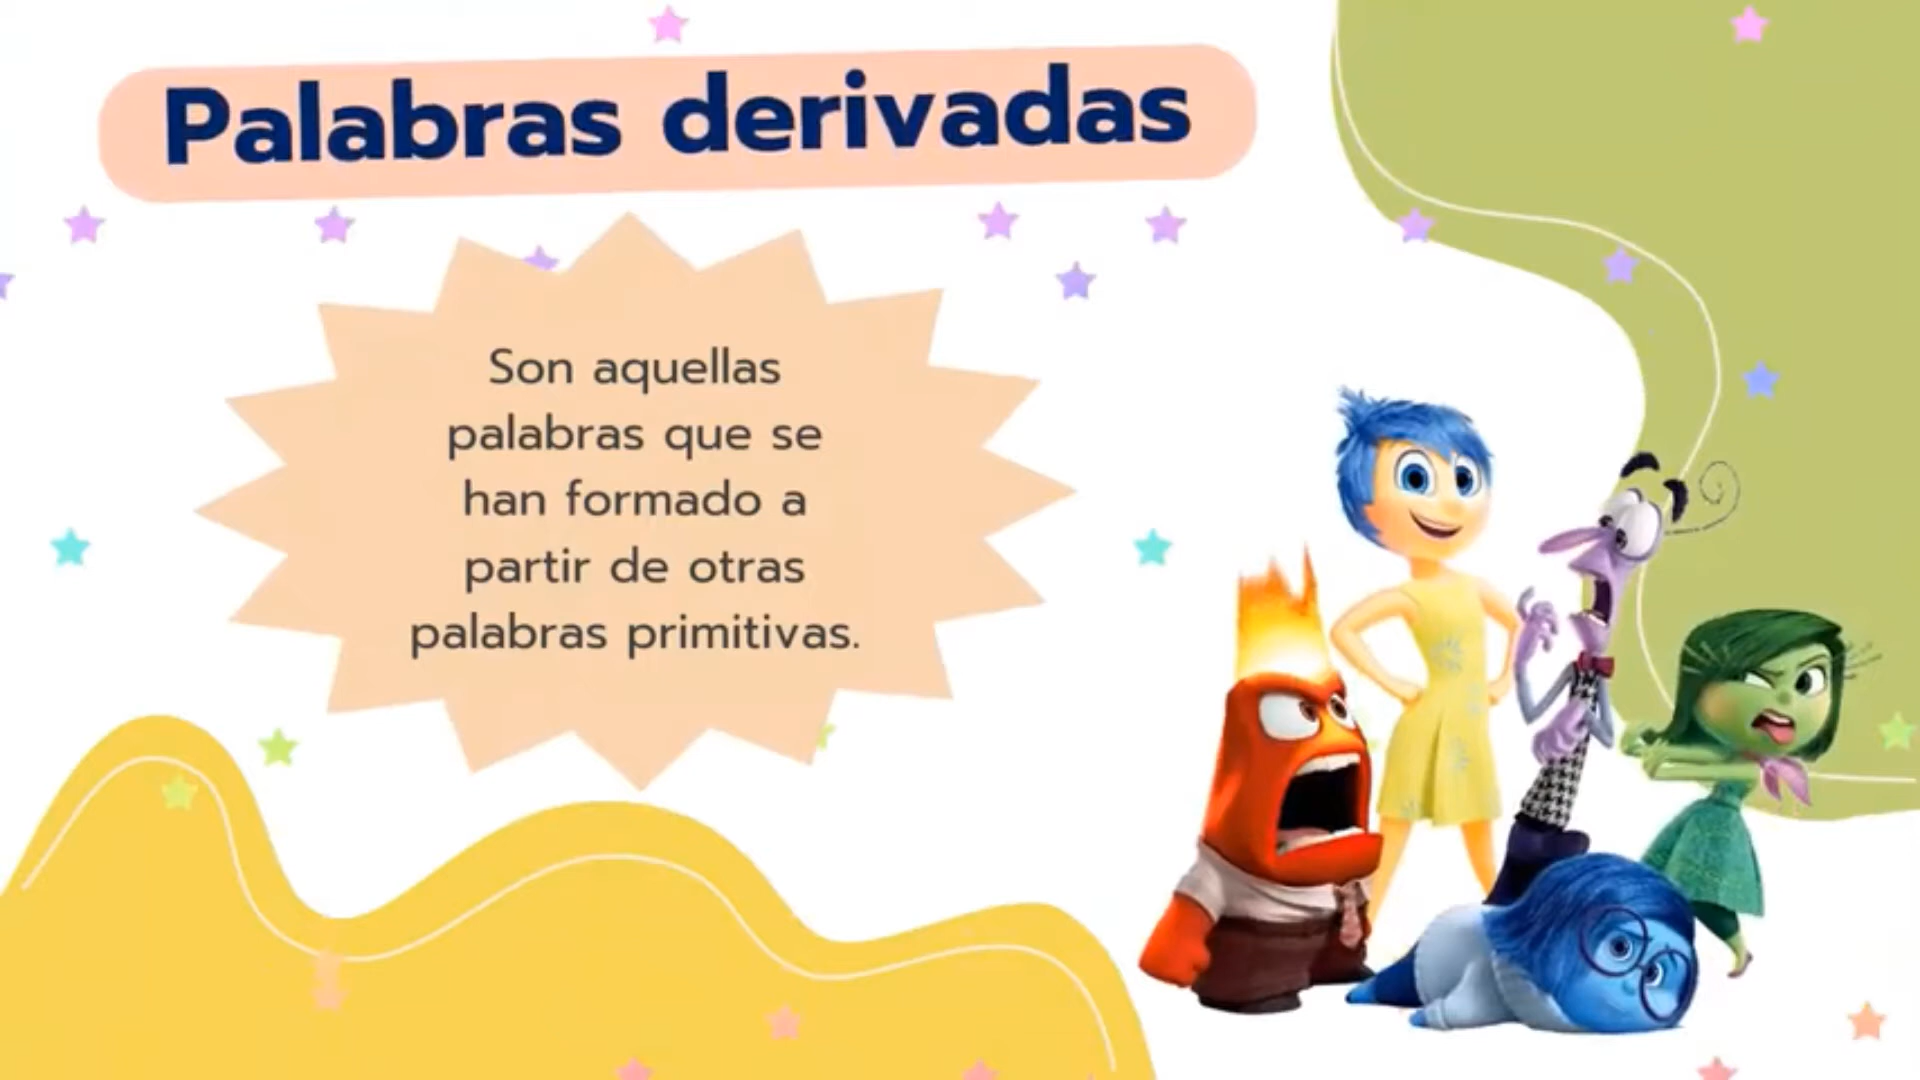 Palabras derivadas
Son aquellas
palabras que se
han formado a
partir de otras
palabras primitivas.